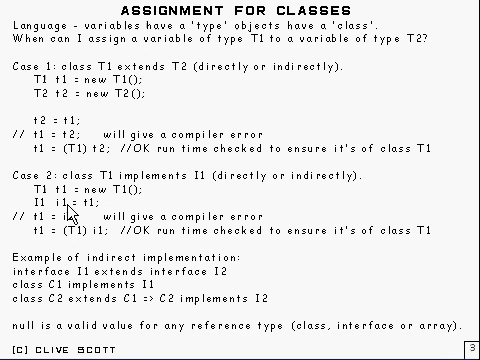 ASSIGNMENT FOR CLASSES
Language - variables have a 'type' objects have a 'class'.
When can I assign a variable of type T1 to a variable of type T2?
Case 1: class T1 extends T2 (directly or indirectly).
T1 t1 = new T1();
T2 t2 = new T2();
t2 = t1;
// t1 = t2; will give a compiler error
t1 = (T1) t2; //OK run time checked to ensure it's of class T1
Case 2: class T1 implements I1 (directly or indirectly).
T1 t1 = new T1();
I1 i1 = t1;
// t1 = will give a compiler error
t1 = (T1) i1; //OK run time checked to ensure it's of class T1
Example of indirect implementation:
interface I1 extends interface I2
class C1 implements I1
class C2 extends C1 => C2 implements I2
null is a valid value for any reference type (class, interface or array).
(C) CLIVE SCOTT
3